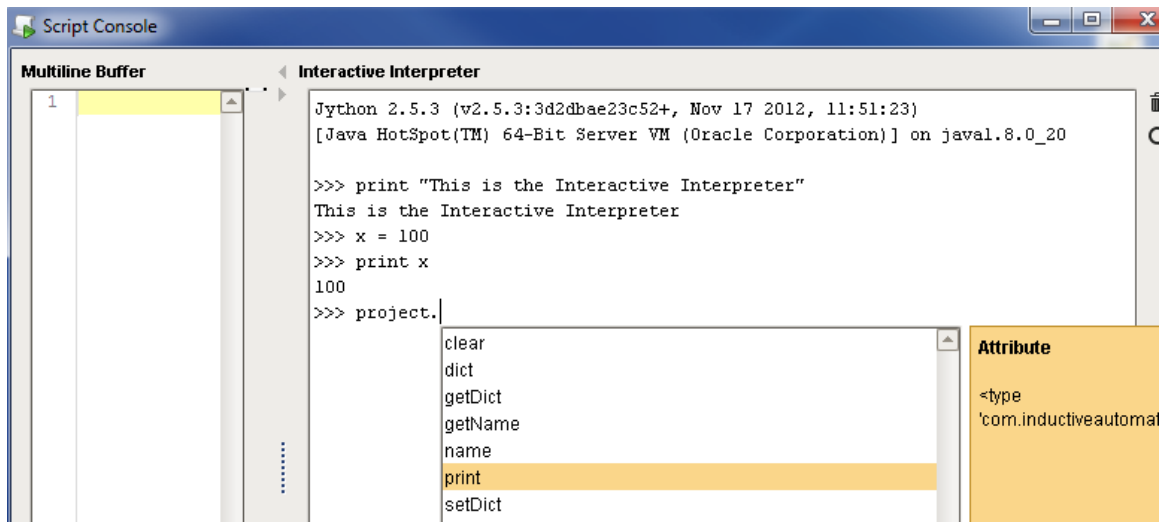 Script Console
Multiline Buffer
Interactive Interpreter
1
Jython 2.5.3 (v2.5.3:3d2dbae23c52+, Nov 17 2012, 11:51:23)
[Java HotSpot(TM) 64-Bit Server VM (Oracle Corporation)] on java1.8.0_20
>>> print "This is the Interactive Interpreter"
This is the Interactive Interpreter
>>> x = 100
>>> print x
100
>>> project.
clear
dict
getDict
getName
name
print
setDict
Attribute
<type
'com.inductiveautomat